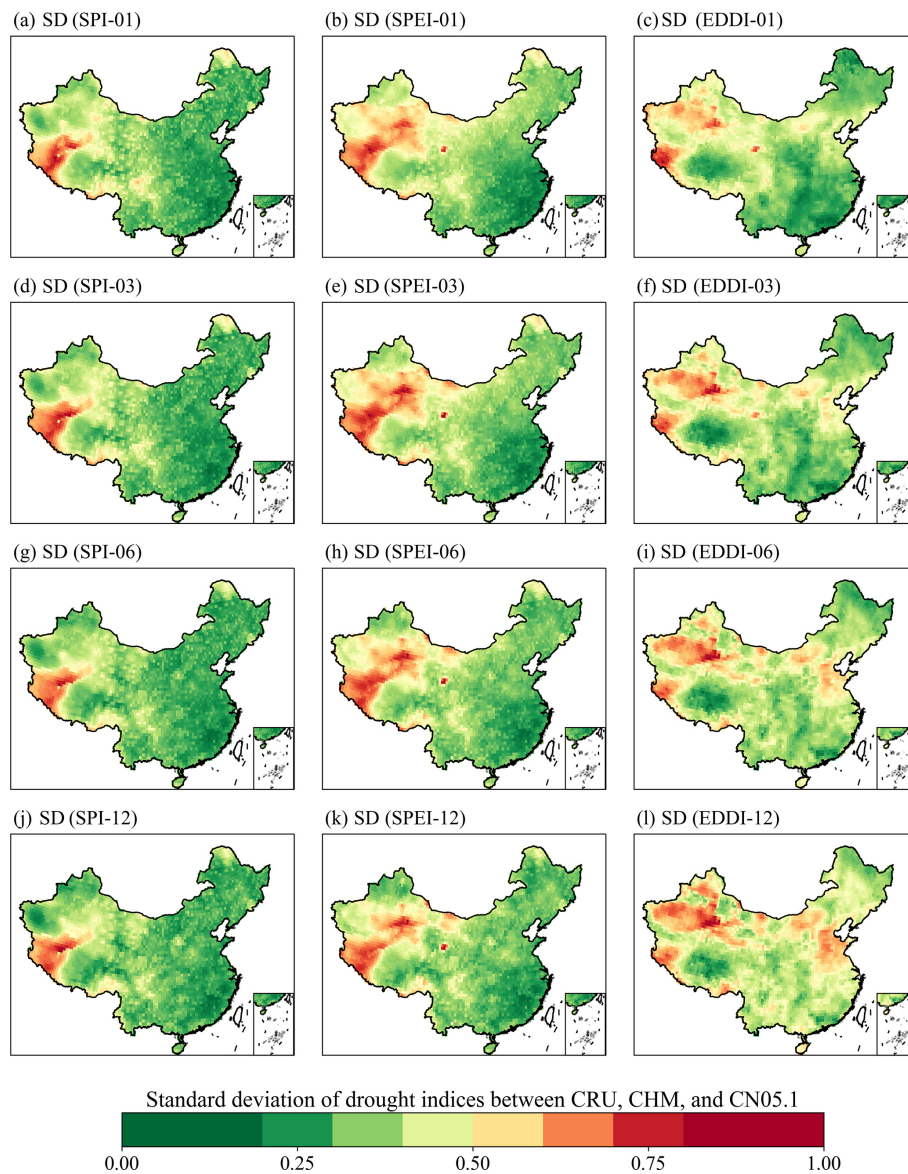 (a) SD (SPI-01)
(b) SD (SPEI-01)
(c) SD (EDDI-01)
(d) SD (SPI-03)
(e) SD (SPEI-03)
(f) SD (EDDI-03)
(g) SD (SPI-06)
(h) SD (SPEI-06)
(i) SD (EDDI-06)
(j) SD (SPI-12)
(k) SD (SPEI-12)
(l) SD (EDDI-12)
Standard deviation of drought indices between CRU, CHM, and CN05.1
0.00 0.25 0.50 0.75 1.00